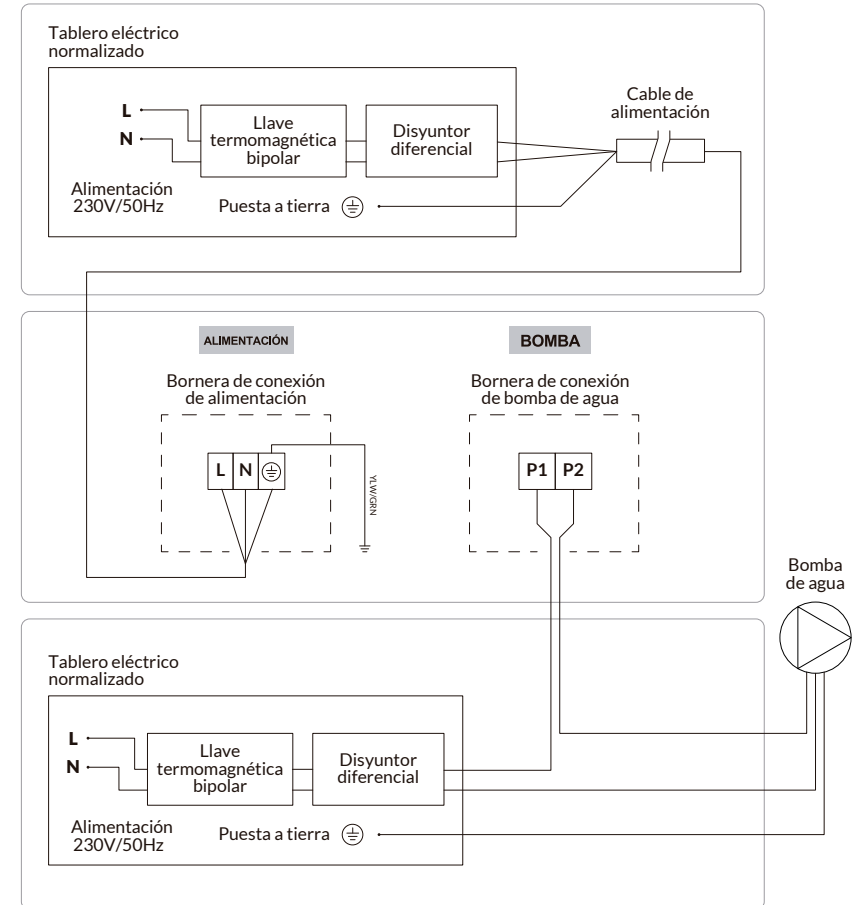 Tablero eléctrico
normalizado
L
N
Llave
termomagnética
bipolar
Disyuntor
diferencial
Cable de
alimentación
Alimentación
230V/50Hz
Puesta a tierra
ALIMENTACIÓN
Bornera de conexión
de alimentación
L N
YLW/GRN
BOMBA
Bornera de conexión
de bomba de agua
P1 P2
Bomba
de agua
Tablero eléctrico
normalizado
L
N
Llave
termomagnética
bipolar
Disyuntor
diferencial
Alimentación
230V/50Hz
Puesta a tierra